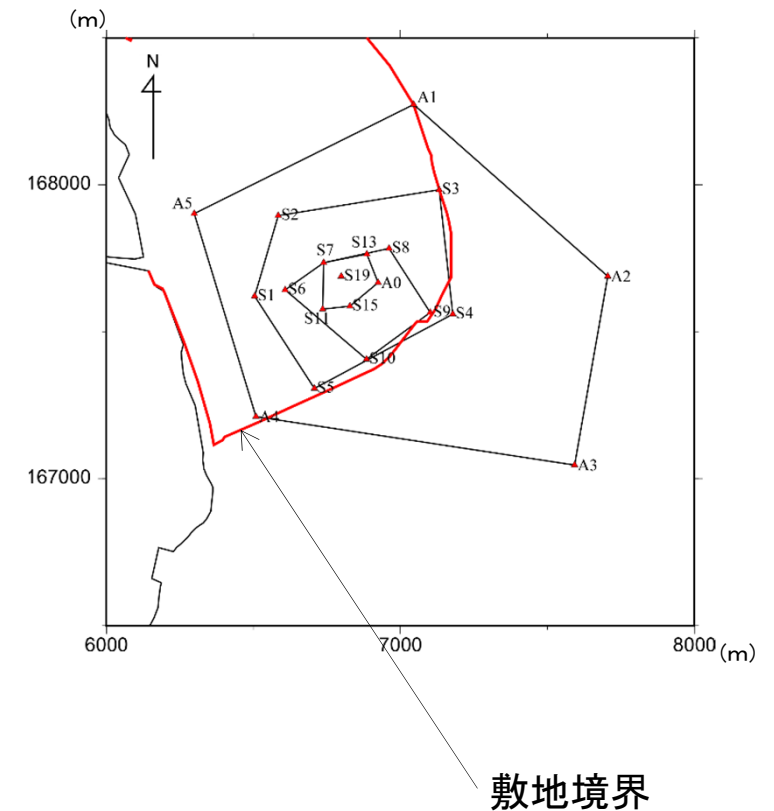 (m)
N
A1
168000
S3
A5
S2
S13
S8
S7
S19
A2
S6
A0
S1
S15
S11
S9
S4
S10
S5
A4
A3
167000
6000
7000
8000
(m)
敷地境界